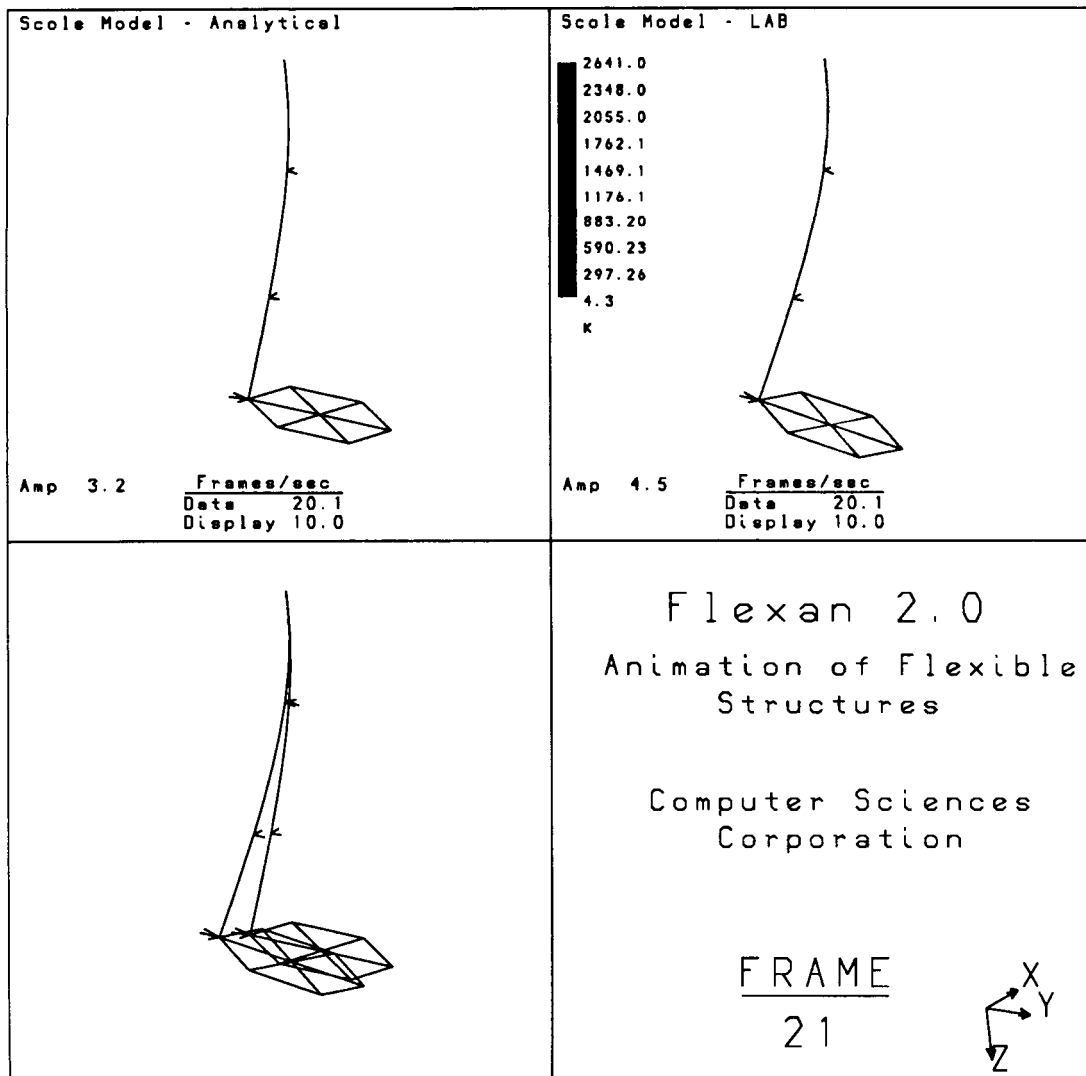 Scole Model - Analytical
Amp 3.2
Frames/sec
Data 20.1
Display 10.0
Scole Model - LAB
2641.0
2348.0
2055.0
1762.1
1469.1
1176.1
883.20
590.23
297.26
4.3
K
Amp 4.5
Frames/sec
Data 20.1
Display 10.0
Flexan 2.0
Animation of Flexible
Structures
Computer Sciences
Corporation
FRAME
21
X
Y
Z